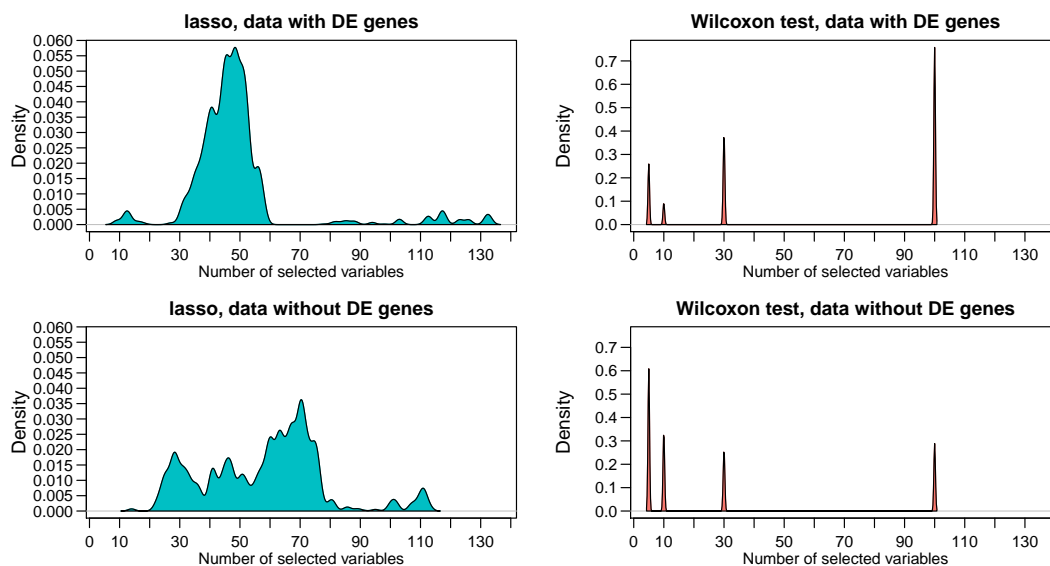 lasso, data with DE genes
Density
0.060
0.055
0.050
0.045
0.040
0.035
0.030
0.025
0.020
0.015
0.010
0.005
0.000
0 10 30 50 70 90 110 130
Number of selected variables
Wilcoxon test, data with DE genes
Density
0.7
0.6
0.5
0.4
0.3
0.2
0.1
0.0
0 10 30 50 70 90 110 130
Number of selected variables
lasso, data without DE genes
Density
0.060
0.055
0.050
0.045
0.040
0.035
0.030
0.025
0.020
0.015
0.010
0.005
0.000
0 10 30 50 70 90 110 130
Number of selected variables
Wilcoxon test, data without DE genes
Density
0.7
0.6
0.5
0.4
0.3
0.2
0.1
0.0
0 10 30 50 70 90 110 130
Number of selected variables